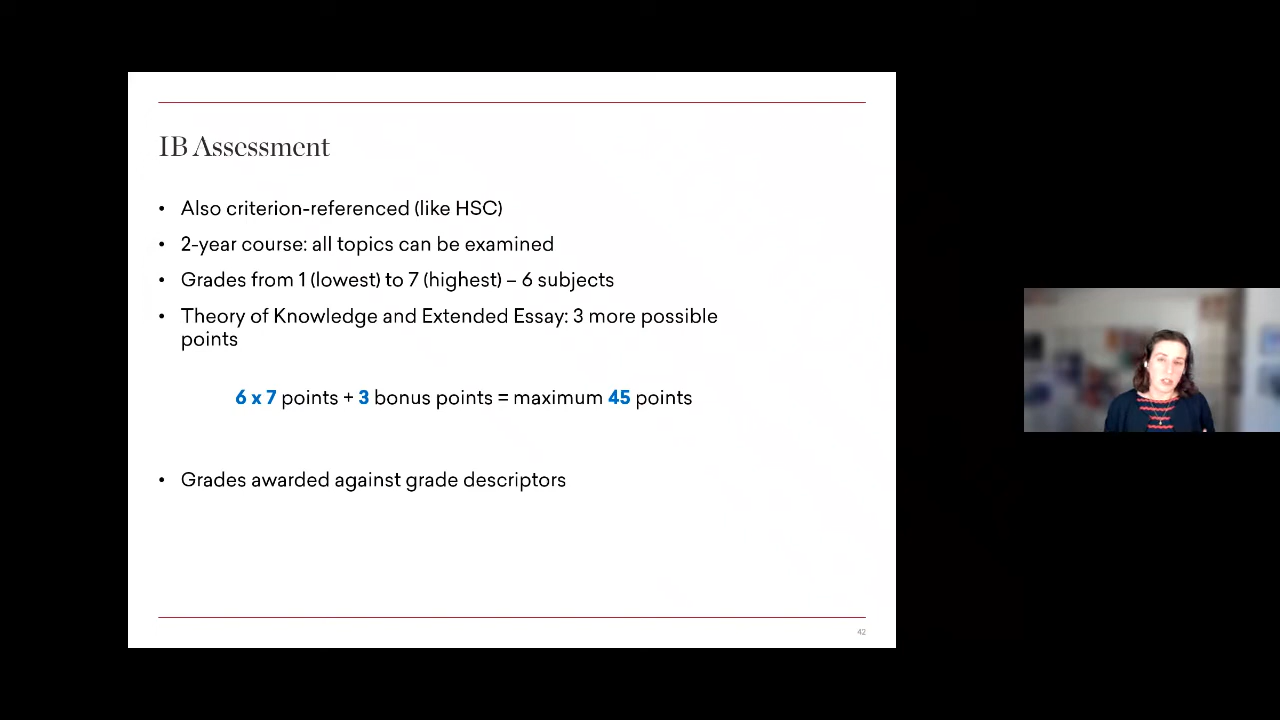 IB Assessment
• Also criterion-referenced (like HSC)
• 2-year course: all topics can be examined
• Grades from 1 (lowest) to 7 (highest) – 6 subjects
• Theory of Knowledge and Extended Essay: 3 more possible
points
6 x 7 points + 3 bonus points = maximum 45 points
• Grades awarded against grade descriptors
42